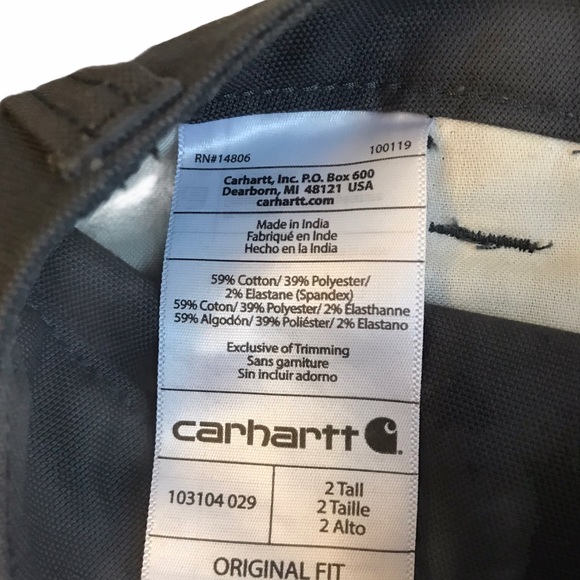 RN#14806 100119
Carhartt, Inc. P.O. Box 600
Dearborn, MI 48121 USA
carhartt.com
Made in India
Fabriqué en Inde
Hecho en la India
59% Cotton/ 39% Polyester/
2% Elastane (Spandex)
59% Coton/ 39% Polyester/ 2% Élasthanne
59% Algodón/ 39% Poliéster/ 2% Elastano
Exclusive of Trimming
Sans garniture
Sin incluir adorno
carhartt
103104 029
2 Tall
2 Taille
2 Alto
ORIGINAL FIT